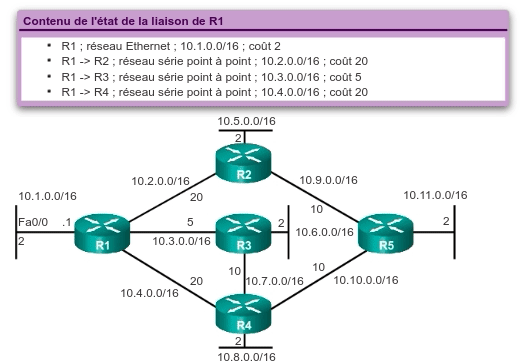 Contenu de l'état de la liaison de R1
• R1 ; réseau Ethernet ; 10.1.0.0/16 ; coût 2
• R1 -> R2 ; réseau série point à point ; 10.2.0.0/16 ; coût 20
• R1 -> R3 ; réseau série point à point ; 10.3.0.0/16 ; coût 5
• R1 -> R4 ; réseau série point à point ; 10.4.0.0/16 ; coût 20
10.5.0.0/16
2
R2
10.2.0.0/16
20
10.9.0.0/16
10
10.1.0.0/16
10.11.0.0/16
Fa0/0
.1
2
R1
5
10.3.0.0/16
R3
2
10.6.0.0/16
R5
2
10
10.7.0.0/16
20
10.4.0.0/16
10
10.10.0.0/16
R4
2
10.8.0.0/16